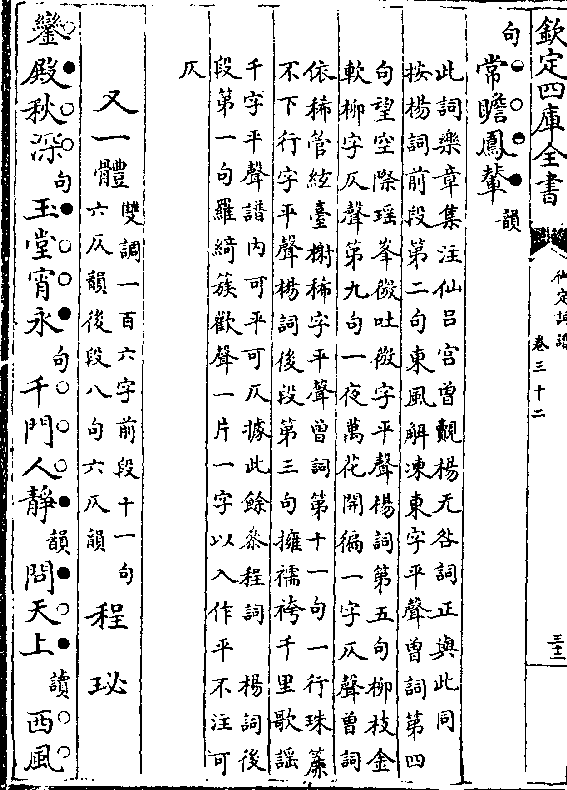 欽定四庫全書
御定詞譜
卷三十二
三十二
句常瞻鳳輦韻
此詞樂章集注仙呂宮曾覿楊无咎詞正與此同
按楊詞前段第二句東風解凍東字平聲曾詞第四
句望空際瑶峯微吐微字平聲楊詞第五句柳枝金
軟柳字仄聲第九句一夜萬花開徧一字仄聲曾詞
依稀管絃臺榭稀字平聲曾詞第十一句一行珠簾
不下行字平聲楊詞後段第三句擁襦袴千里歌謡
千字平聲譜内可平可仄據此餘叅程詞 楊詞後
段第一句羅綺簇歡聲一片一字以入作平不注可
仄
又一體雙調一百六字前段十一句
六仄韻後段八句六仄韻 程珌
鑾殿秋深句玉堂宵永句千門人靜韻問天上讀西風